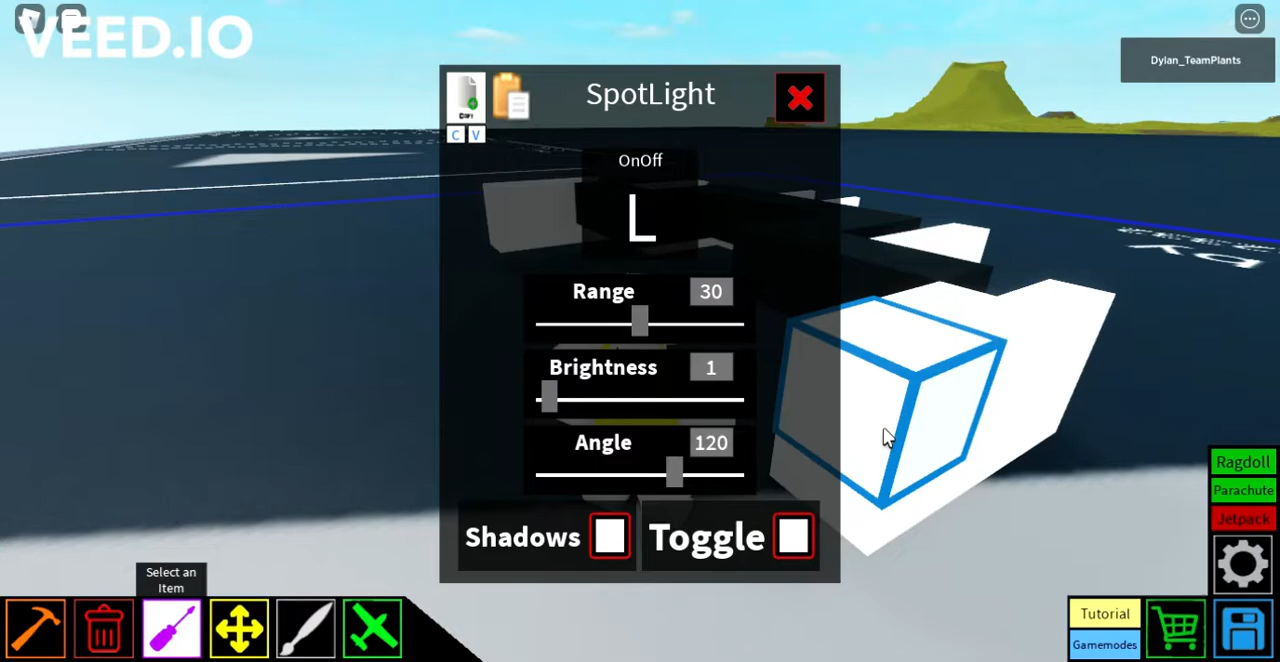 VEED.IO
Dylan_TeamPlants
SpotLight
COPY
C V
OnOff
L
Range 30
Brightness 1
Angle 120
Shadows
Toggle
Ragdoll
Parachute
Jetpack
Select an
Item
Tutorial
Gamemodes